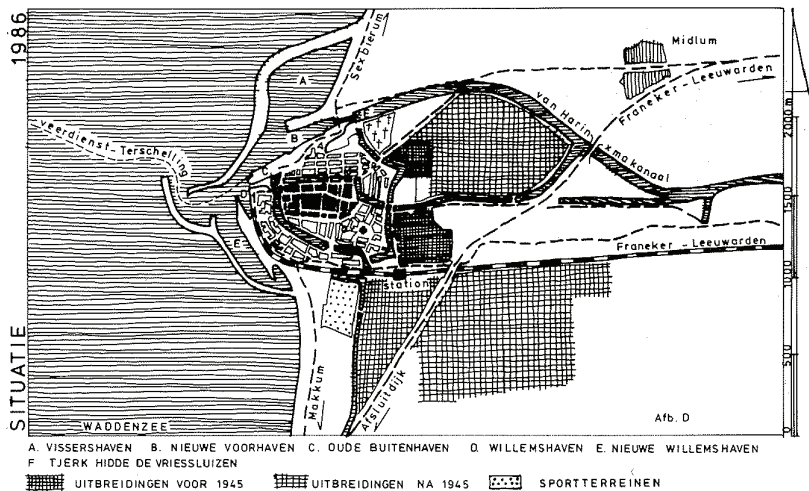 SITUATIE 1986
A
Sexbierum
Midlum
B
F
van Harinxmakanaal
Franeker-Leeuwarden
veerdienst-Terschelling
C
D
E
Franeker - Leeuwarden
station
Makkum
Afsluitdijk
WADDENZEE
Afb. D
2000m
1500
1000
500
0
A. VISSERSHAVEN B. NIEUWE VOORHAVEN C. OUDE BUITENHAVEN D. WILLEMSHAVEN E. NIEUWE WILLEMSHAVEN
F TJERK HIDDE DE VRIESSLUIZEN
UITBREIDINGEN VOOR 1945 UITBREIDINGEN NA 1945 SPORTTERREINEN